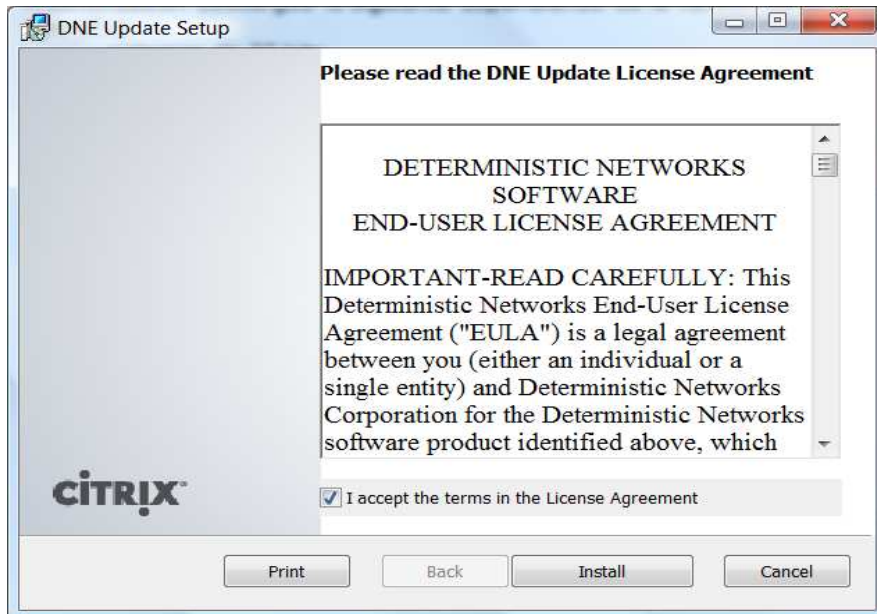 DNE Update Setup
Please read the DNE Update License Agreement
DETERMINISTIC NETWORKS
SOFTWARE
END-USER LICENSE AGREEMENT
IMPORTANT-READ CAREFULLY: This
Deterministic Networks End-User License
Agreement ("EULA") is a legal agreement
between you (either an individual or a
single entity) and Deterministic Networks
Corporation for the Deterministic Networks
software product identified above, which
CİTRIX
I accept the terms in the License Agreement
Print
Back
Install
Cancel